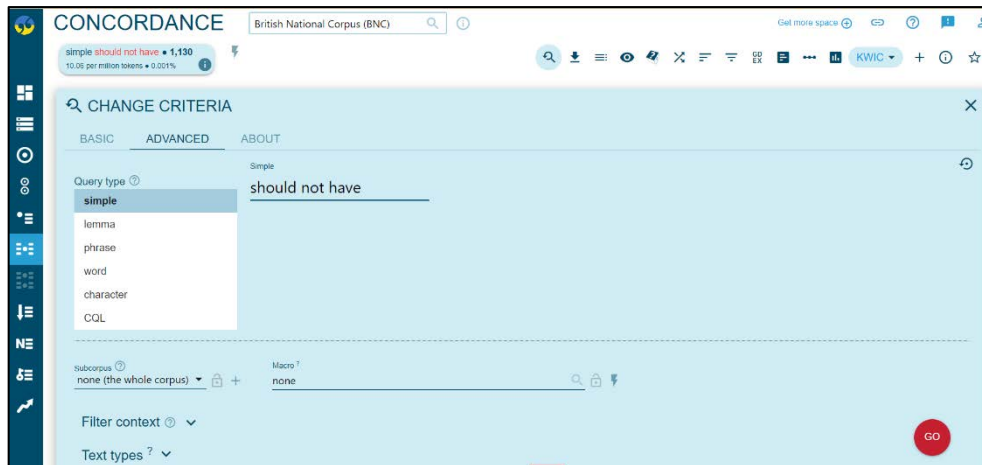 CONCORDANCE
British National Corpus (BNC)
Get more space
simple should not have • 1,130
10.06 per million tokens • 0.001%
GD
EX
KWIC
CHANGE CRITERIA
BASIC ADVANCED ABOUT
Query type
Simple
should not have
simple
lemma
phrase
word
character
CQL
Subcorpus
none (the whole corpus)
Macro ?
none
Filter context
Text types ?
GO